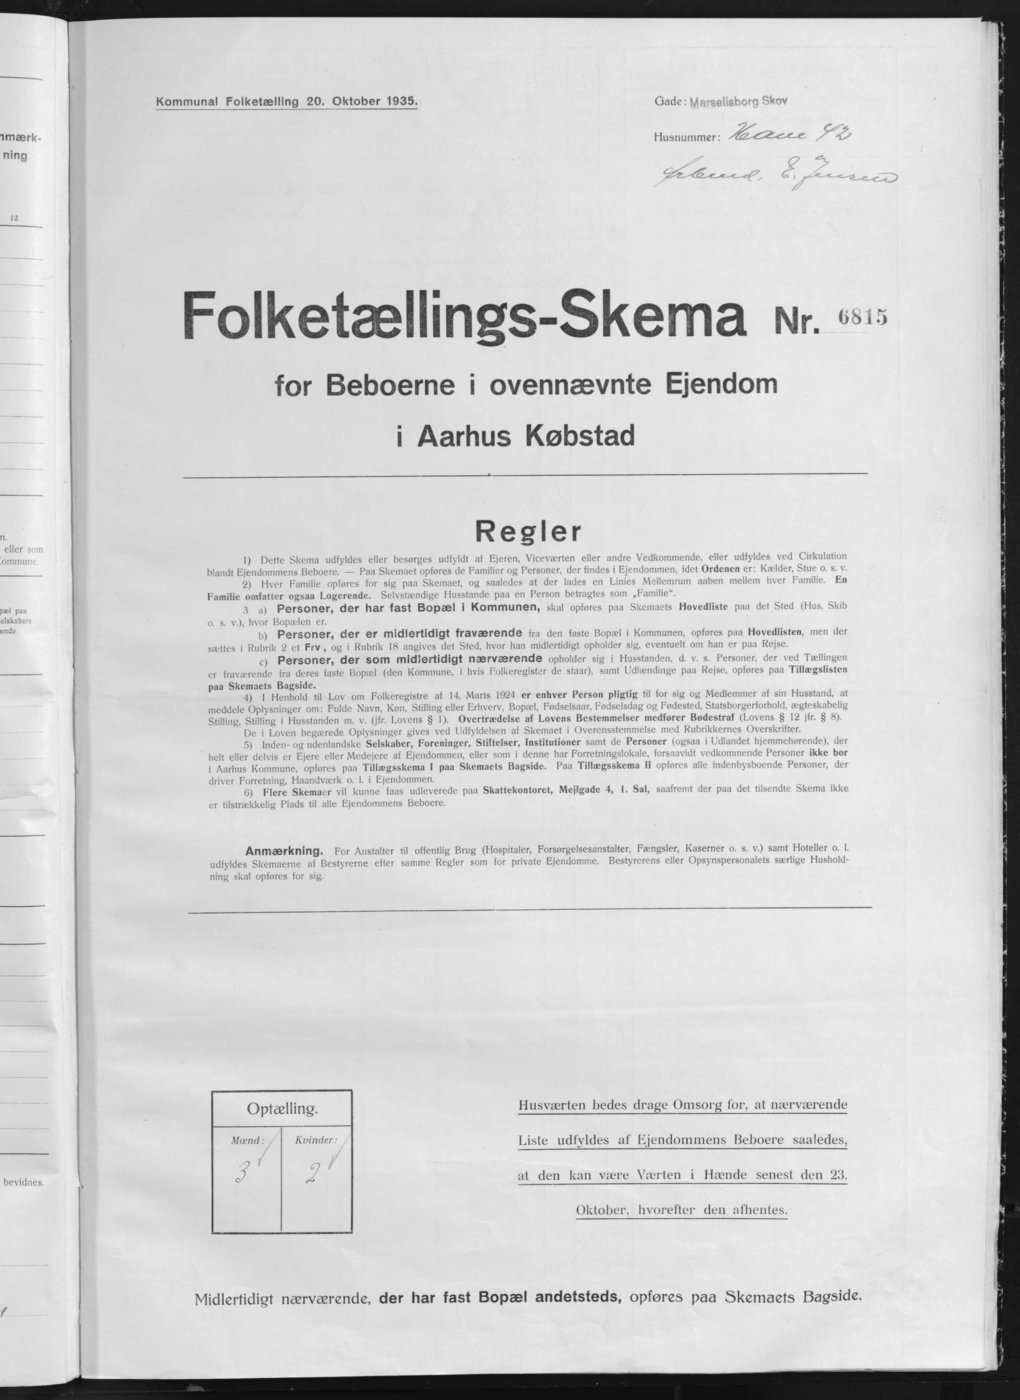 nmærk-
ning
12
n.
eller som
Kommune.
pæl paa
elskabers
ende
bevidnes.
Kommunal Folketælling 20. Oktober 1935.
Gade: Marselisborg Skov
Husnummer: Have 42
E. Jensen
Folketællings-Skema Nr. 6815
for Beboerne i ovennævnte Ejendom
i Aarhus Købstad
Regler
1) Dette Skema udfyldes eller besørges udfyldt af Ejeren, Viceværten eller andre Vedkommende, eller udfyldes ved Cirkulation
blandt Ejendommens Beboere. — Paa Skemaet opføres de Familier og Personer, der findes i Ejendommen, idet Ordenen er: Kælder, Stue o. s. v.
2) Hver Familie opføres for sig paa Skemaet, og saaledes at der lades en Linies Mellemrum aaben mellem hver Familie. En
Familie omfatter ogsaa Logerende. Selvstændige Husstande paa en Person betragtes som „Familie“.
3 a) Personer, der har fast Bopæl i Kommunen, skal opføres paa Skemaets Hovedliste paa det Sted (Hus, Skib
o. s. v.), hvor Bopælen er.
b) Personer, der er midlertidigt fraværende fra den faste Bopæl i Kommunen, opføres paa Hovedlisten, men der
sættes i Rubrik 2 et Frv, og i Rubrik 18 angives det Sted, hvor han midlertidigt opholder sig, eventuelt om han er paa Rejse.
c) Personer, der som midlertidigt nærværende opholder sig i Husstanden, d. v. s. Personer, der ved Tællingen
er fraværende fra deres faste Bopæl (den Kommune, i hvis Folkeregister de staar), samt Udlændinge paa Rejse, opføres paa Tillægslisten
paa Skemaets Bagside.
4) I Henhold til Lov om Folkeregistre af 14. Marts 1924 er enhver Person pligtig til for sig og Medlemmer af sin Husstand, at
meddele Oplysninger om: Fulde Navn, Køn, Stilling eller Erhverv, Bopæl, Fødselsaar, Fødselsdag og Fødested, Statsborgerforhold, ægteskabelig
Stilling, Stilling i Husstanden m. v. (jfr. Lovens § 1). Overtrædelse af Lovens Bestemmelser medfører Bødestraf (Lovens § 12 jfr. § 8).
De i Loven begærede Oplysninger gives ved Udfyldelsen af Skemaet i Overensstemmelse med Rubrikkernes Overskrifter.
5) Inden- og udenlandske Selskaber, Foreninger, Stiftelser, Institutioner samt de Personer (ogsaa i Udlandet hjemmehørende), der
helt eller delvis er Ejere eller Medejere af Ejendommen, eller som i denne har Forretningslokale, forsaavidt vedkommende Personer ikke bor
i Aarhus Kommune, opføres paa Tillægsskema I paa Skemaets Bagside. Paa Tillægsskema II opføres alle indenbysboende Personer, der
driver Forretning, Haandværk o. l. i Ejendommen.
6) Flere Skemaer vil kunne faas udleverede paa Skattekontoret, Mejlgade 4, 1. Sal, saafremt der paa det tilsendte Skema ikke
er tilstrækkelig Plads til alle Ejendommens Beboere.
Anmærkning. For Anstalter til offentlig Brug (Hospitaler, Forsørgelsesanstalter, Fængsler, Kaserner o. s. v.) samt Hoteller o. l.
udfyldes Skemaerne af Bestyrerne efter samme Regler som for private Ejendomme. Bestyrerens eller Opsynspersonalets særlige Hushold-
ning skal opføres for sig.
Optælling.
Mænd: Kvinder:
3 2
Husværten bedes drage Omsorg for, at nærværende
Liste udfyldes af Ejendommens Beboere saaledes,
at den kan være Værten i Hænde senest den 23.
Oktober, hvorefter den afhentes.
Midlertidigt nærværende, der har fast Bopæl andetsteds, opføres paa Skemaets Bagside.